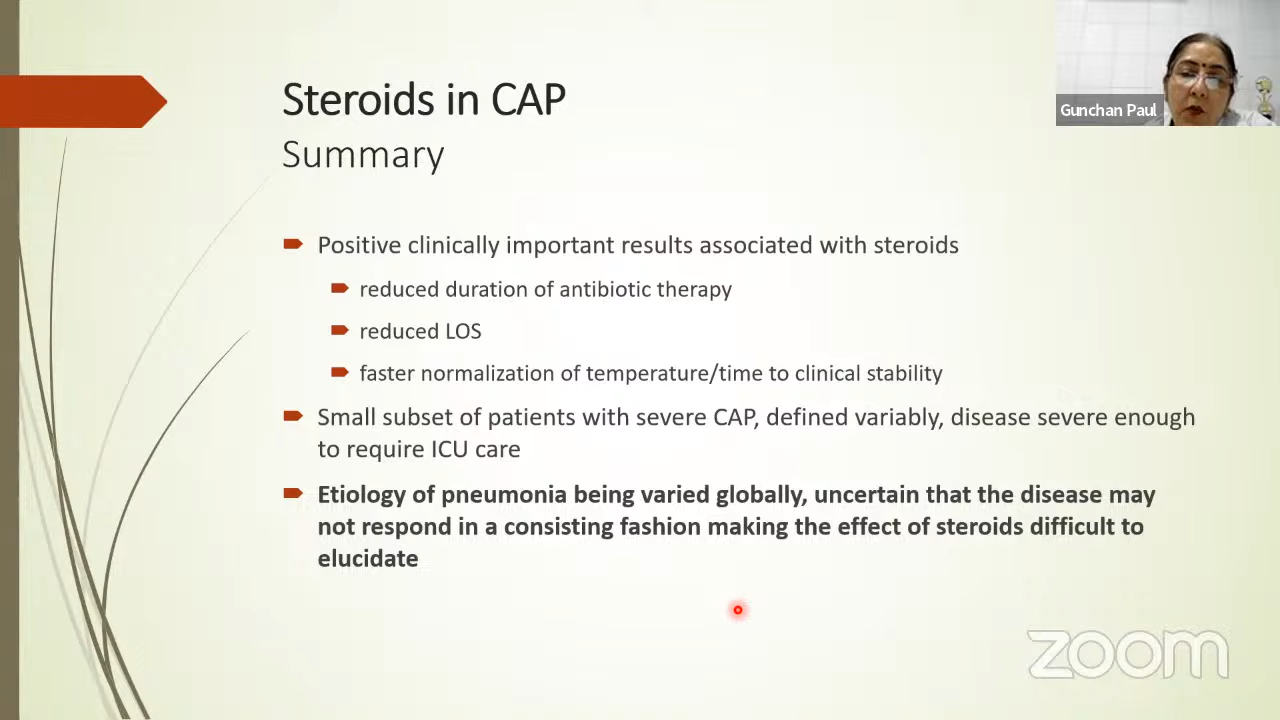 Steroids in CAP
Summary
Gunchan Paul
Positive clinically important results associated with steroids
reduced duration of antibiotic therapy
reduced LOS
faster normalization of temperature/time to clinical stability
Small subset of patients with severe CAP, defined variably, disease severe enough
to require ICU care
Etiology of pneumonia being varied globally, uncertain that the disease may
not respond in a consisting fashion making the effect of steroids difficult to
elucidate
zoom